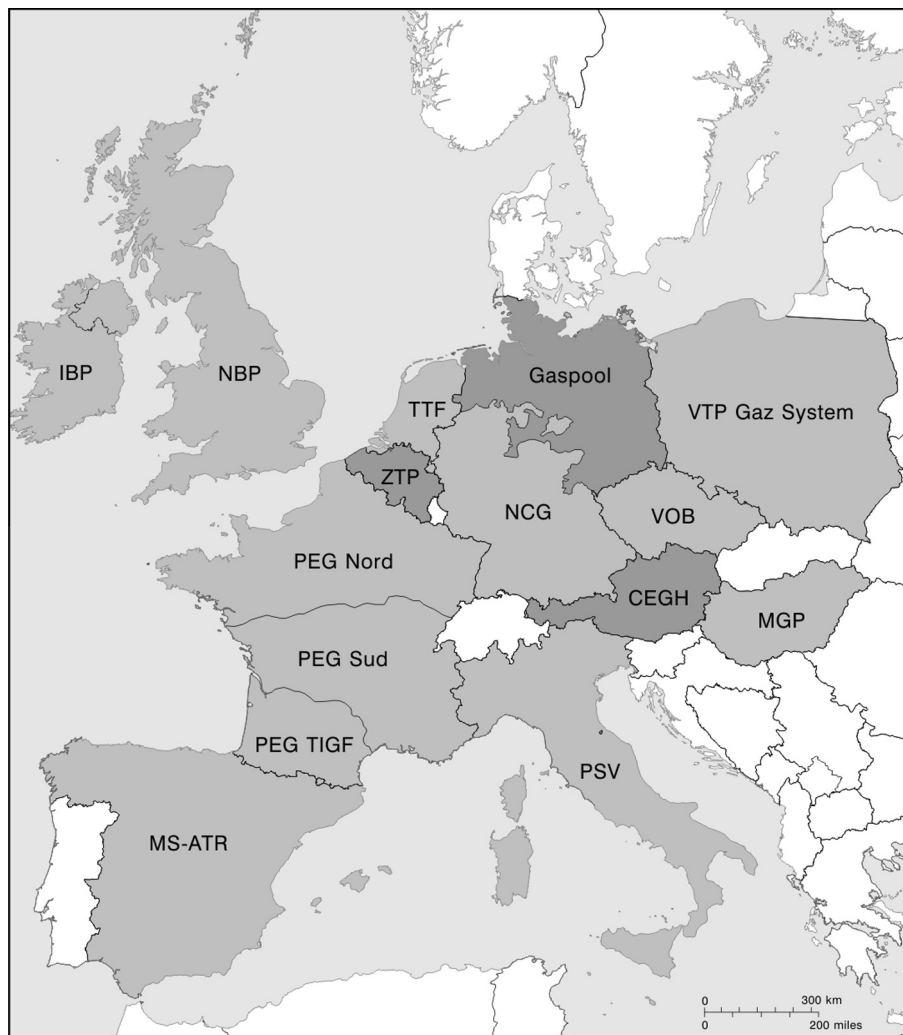 IBP
NBP
TTF
Gaspool
VTP Gaz System
ZTP
NCG
VOB
PEG Nord
CEGH
MGP
PEG Sud
PEG TIGF
PSV
MS-ATR
0 300 km
0 200 miles